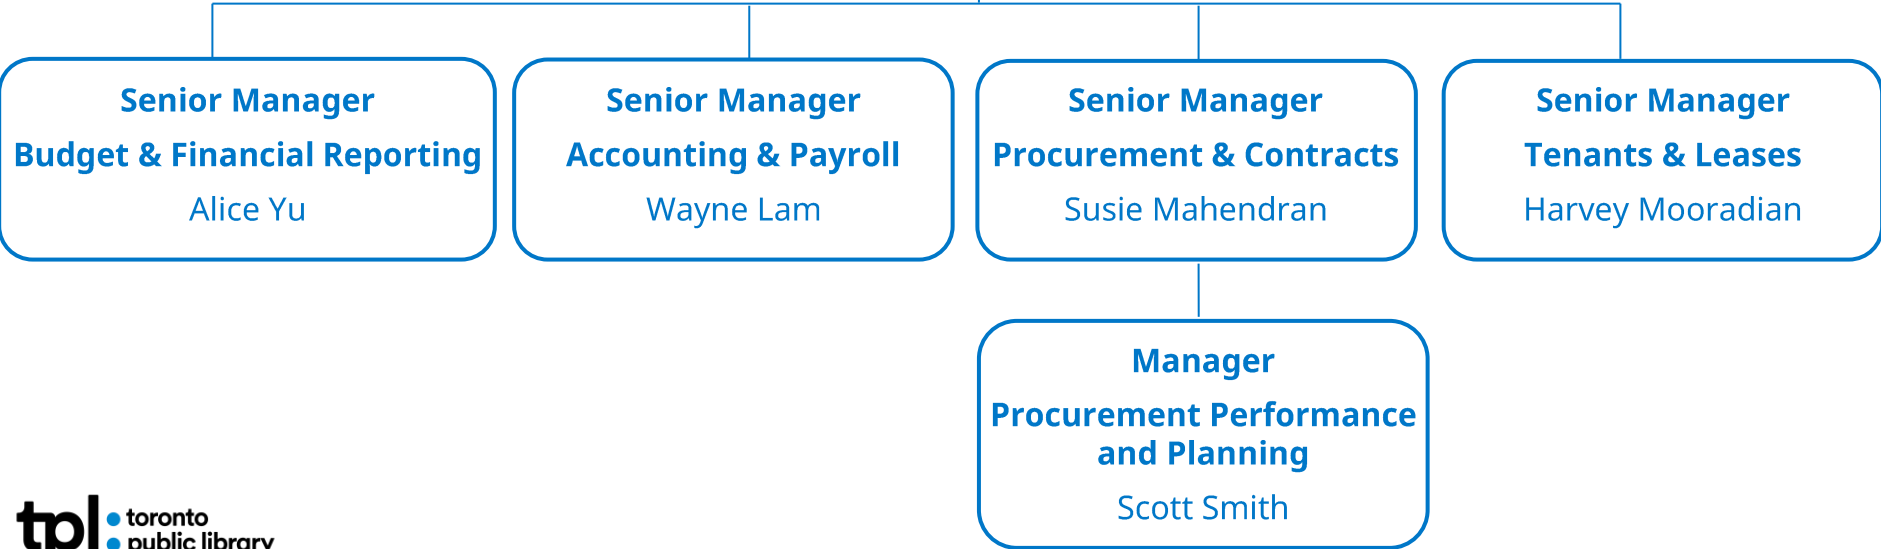 Senior Manager
Budget & Financial Reporting
Alice Yu
Senior Manager
Accounting & Payroll
Wayne Lam
Senior Manager
Procurement & Contracts
Susie Mahendran
Senior Manager
Tenants & Leases
Harvey Mooradian
Manager
Procurement Performance
and Planning
Scott Smith
tpl: toronto
public library